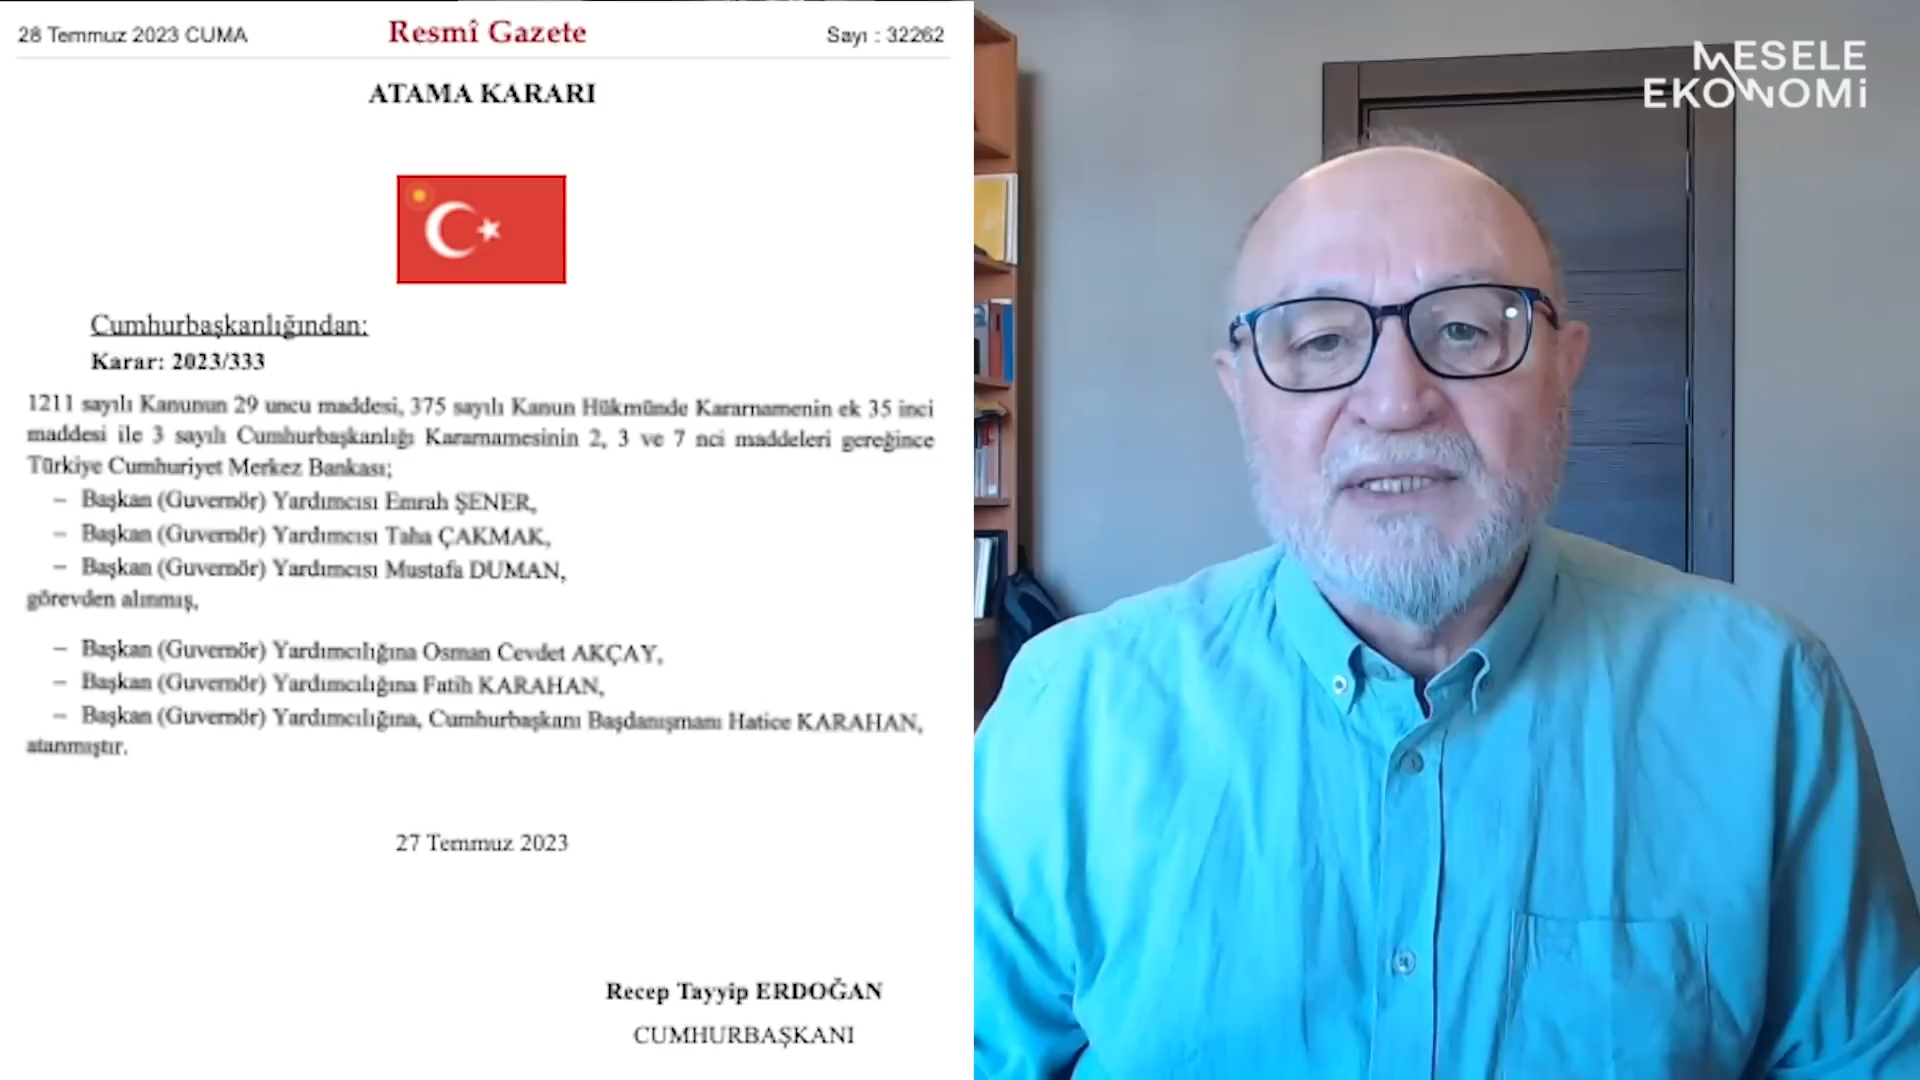 28 Temmuz 2023 CUMA
Resmî Gazete
Sayı : 32262
ATAMA KARARI
Cumhurbaşkanlığından:
Karar: 2023/333
1211 sayılı Kanunun 29 uncu maddesi, 375 sayılı Kanun Hükmünde Kararnamenin ek 35 inci
maddesi ile 3 sayılı Cumhurbaşkanlığı Kararnamesinin 2, 3 ve 7 nci maddeleri gereğince
Türkiye Cumhuriyet Merkez Bankası;
– Başkan (Guvernör) Yardımcısı Emrah ŞENER,
– Başkan (Guvernör) Yardımcısı Taha ÇAKMAK,
– Başkan (Guvernör) Yardımcısı Mustafa DUMAN,
görevden alınmış,
– Başkan (Guvernör) Yardımcılığına Osman Cevdet AKÇAY,
– Başkan (Guvernör) Yardımcılığına Fatih KARAHAN,
– Başkan (Guvernör) Yardımcılığına, Cumhurbaşkanı Başdanışmanı Hatice KARAHAN,
atanmıştır.
27 Temmuz 2023
Recep Tayyip ERDOĞAN
CUMHURBAŞKANI
MESELE
EKONOMİ